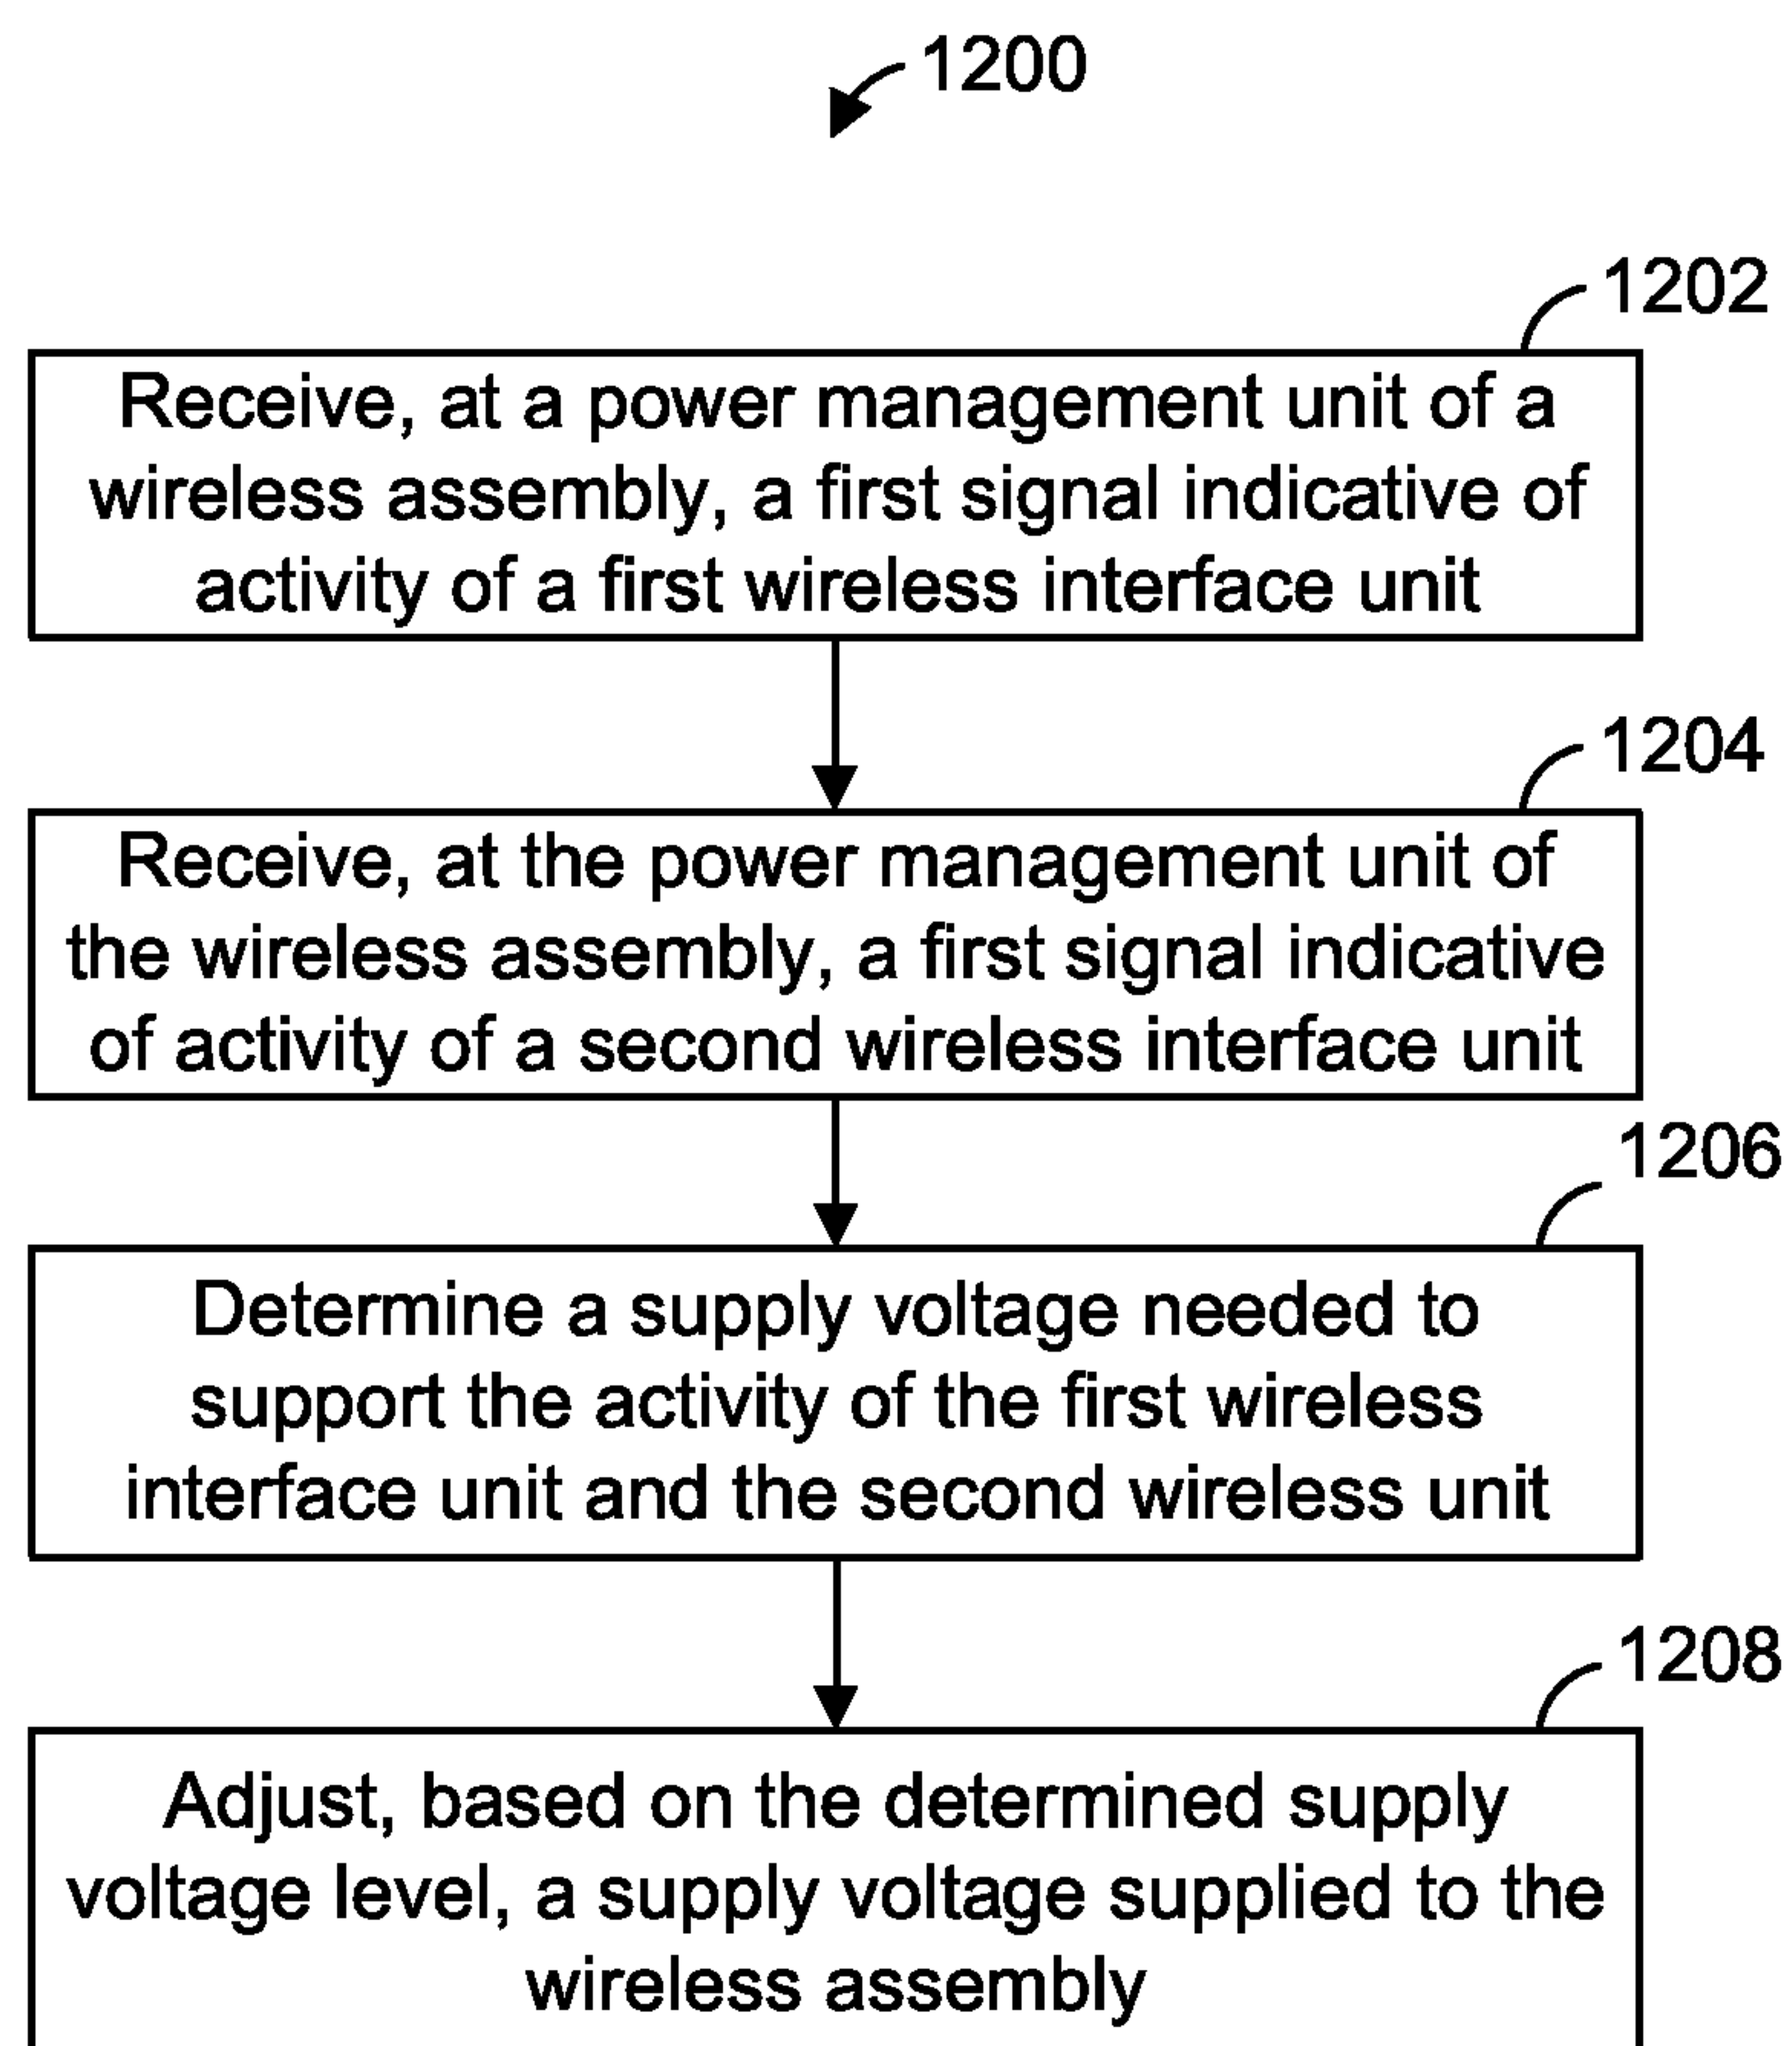 1200
1202
Receive, at a power management unit of a
wireless assembly, a first signal indicative of
activity of a first wireless interface unit
1204
Receive, at the power management unit of
the wireless assembly, a first signal indicative
of activity of a second wireless interface unit
1206
Determine a supply voltage needed to
support the activity of the first wireless
interface unit and the second wireless unit
1208
Adjust, based on the determined supply
voltage level, a supply voltage supplied to the
wireless assembly